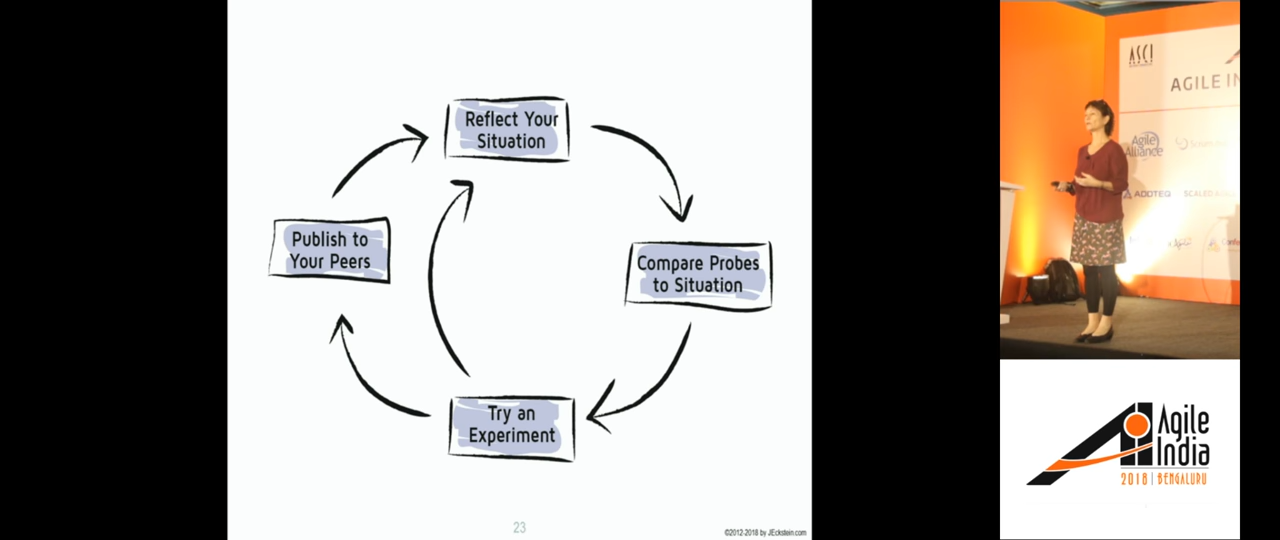 Reflect Your
Situation
Publish to
Your Peers
Compare Probes
to Situation
Try an
Experiment
23
©2012-2018 by JEckstein.com
ASCI
AGILE IN
Agile
Alliance
ADDTEQ
SCALED AG
Agile
India
2018 | BENGALURU